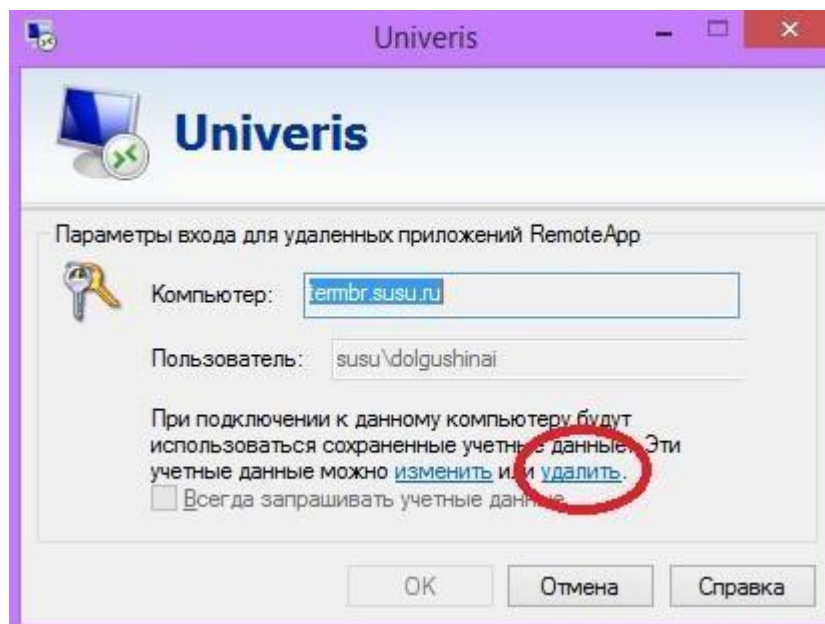 Univeris
Univeris
Параметры входа для удаленных приложений RemoteApp
Компьютер: termbr.susu.ru
Пользователь: susu\dolgushinai
При подключении к данному компьютеру будут
использоваться сохраненные учетные данные. Эти
учетные данные можно изменить или удалить.
Всегда запрашивать учетные данные
OK Отмена Справка